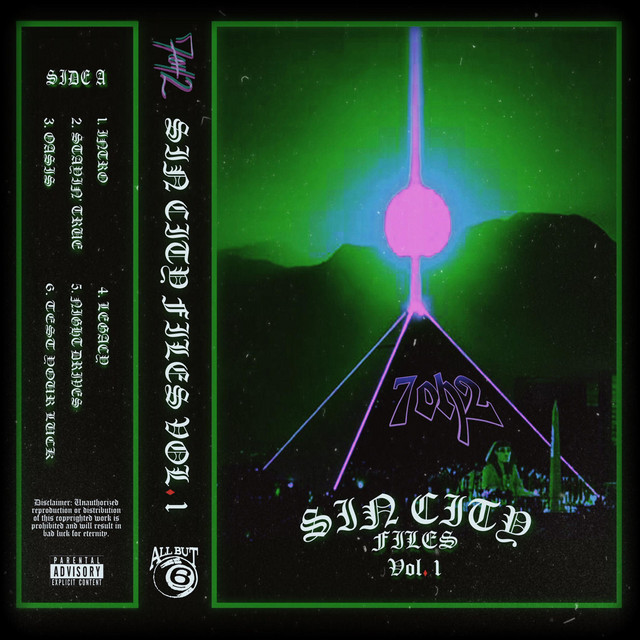 SIDE A
1. INTRO
2. STAYIN' TRUE
3. OASIS
4. LEGACY
5. NIGHT DRIVES
6. TEST YOUR LUCK
Disclaimer: Unauthorized
reproduction or distribution
of this copyrighted work is
prohibited and will result in
bad luck for eternity.
PARENTAL
ADVISORY
EXPLICIT CONTENT
7oh2
SIN CITY FILES VOL. 1
ALL BUT
6
7oh2
SIN CITY
FILES
Vol. 1